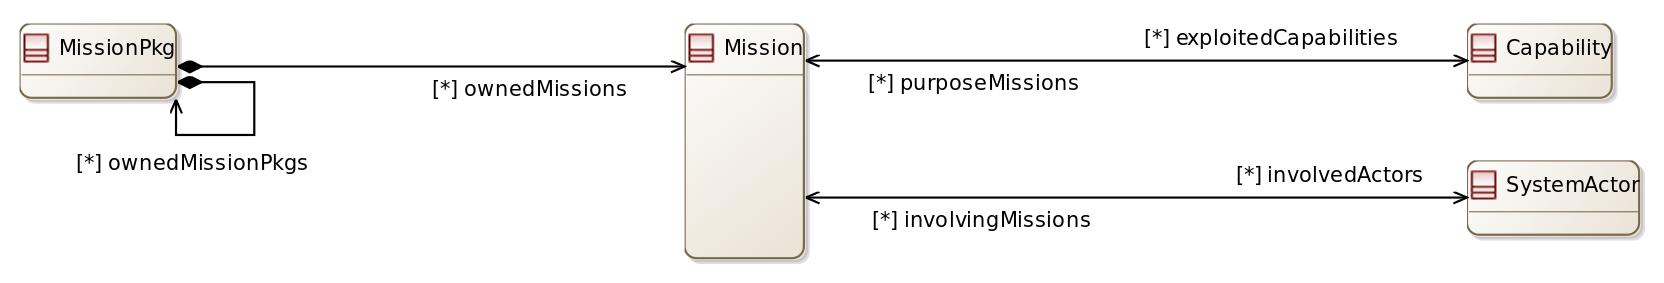 MissionPkg
[*] ownedMissions
[*] ownedMissionPkgs
Mission
[*] exploitedCapabilities
[*] purposeMissions
Capability
[*] involvedActors
[*] involvingMissions
SystemActor